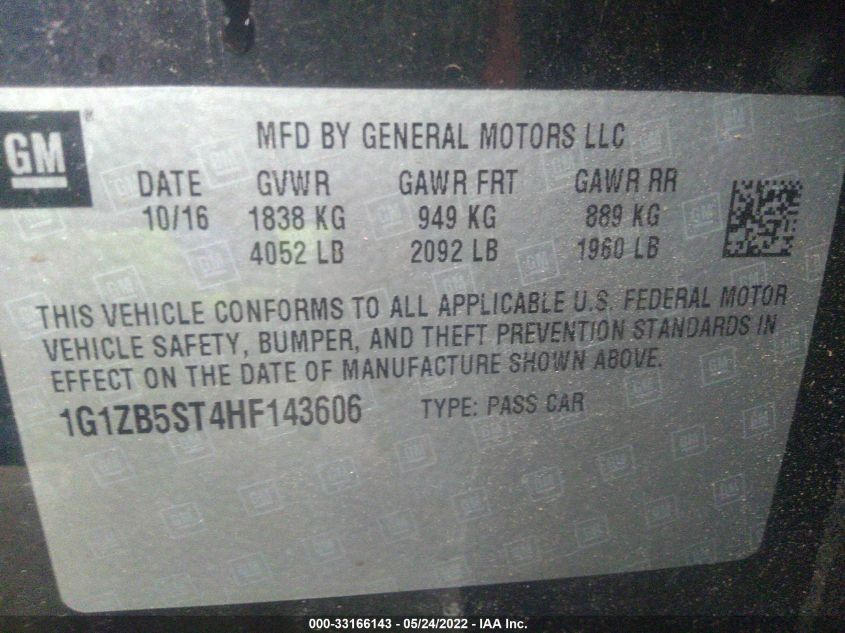 GM
MFD BY GENERAL MOTORS LLC
DATE GVWR GAWR FRT GAWR RR
10/16 1838 KG 949 KG 889 KG
4052 LB 2092 LB 1960 LB
THIS VEHICLE CONFORMS TO ALL APPLICABLE U.S. FEDERAL MOTOR
VEHICLE SAFETY, BUMPER, AND THEFT PREVENTION STANDARDS IN
EFFECT ON THE DATE OF MANUFACTURE SHOWN ABOVE.
1G1ZB5ST4HF143606 TYPE: PASS CAR
000-33166143 - 05/24/2022 - IAA Inc.